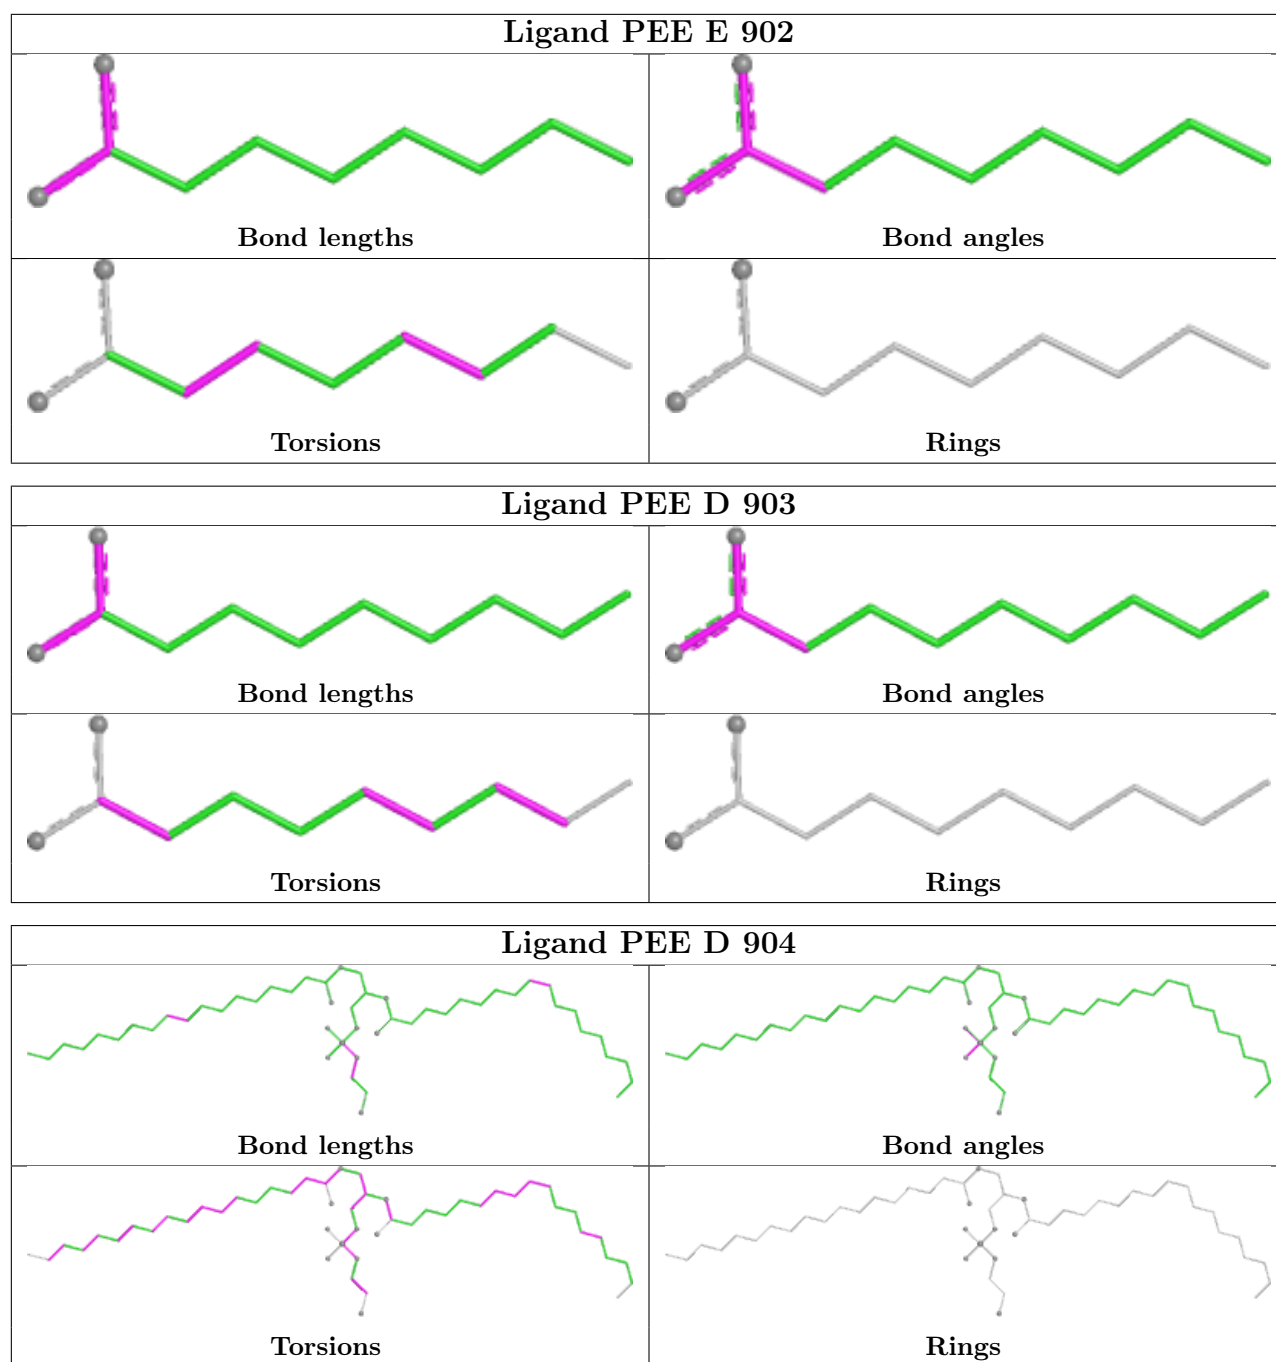 Ligand PEE E 902
Bond lengths
Bond angles
Torsions
Rings
Ligand PEE D 903
Bond lengths
Bond angles
Torsions
Rings
Ligand PEE D 904
Bond lengths
Bond angles
Torsions
Rings